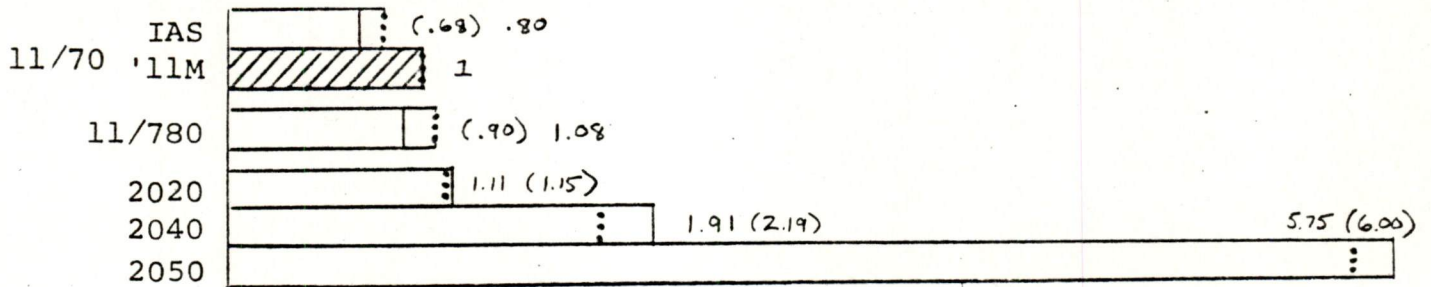 IAS (.68) .80
11/70 '11M 1
11/780 (.90) 1.08
2020 1.11 (1.15)
2040 1.91 (2.19) 5.75 (6.00)
2050